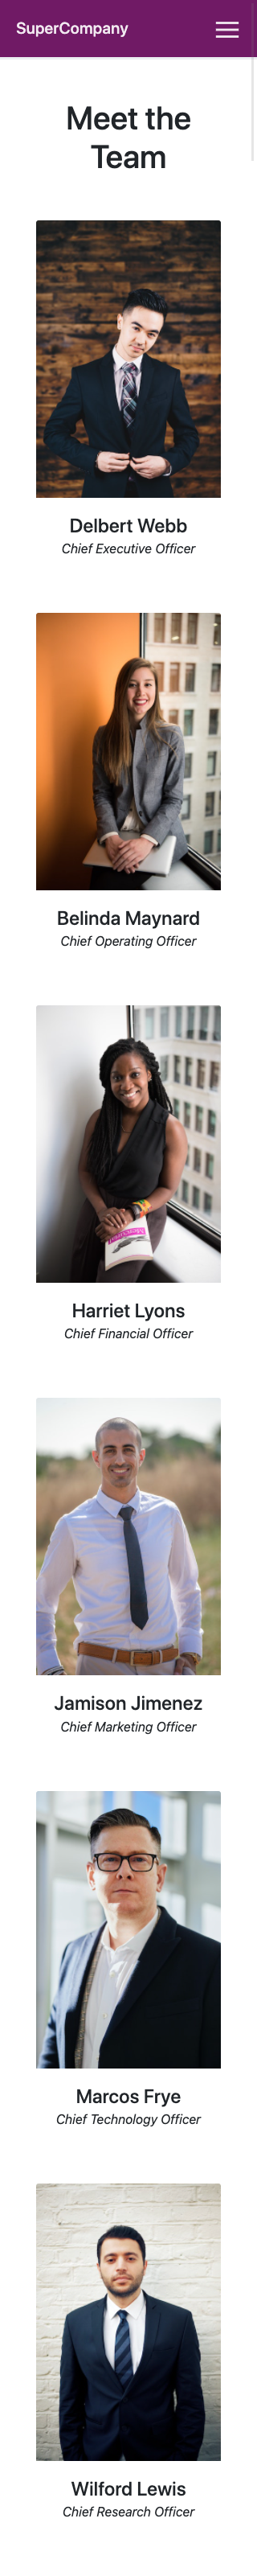 SuperCompany
Meet the
Team
Delbert Webb
Chief Executive Officer
Belinda Maynard
Chief Operating Officer
Harriet Lyons
Chief Financial Officer
Jamison Jimenez
Chief Marketing Officer
Marcos Frye
Chief Technology Officer
Wilford Lewis
Chief Research Officer